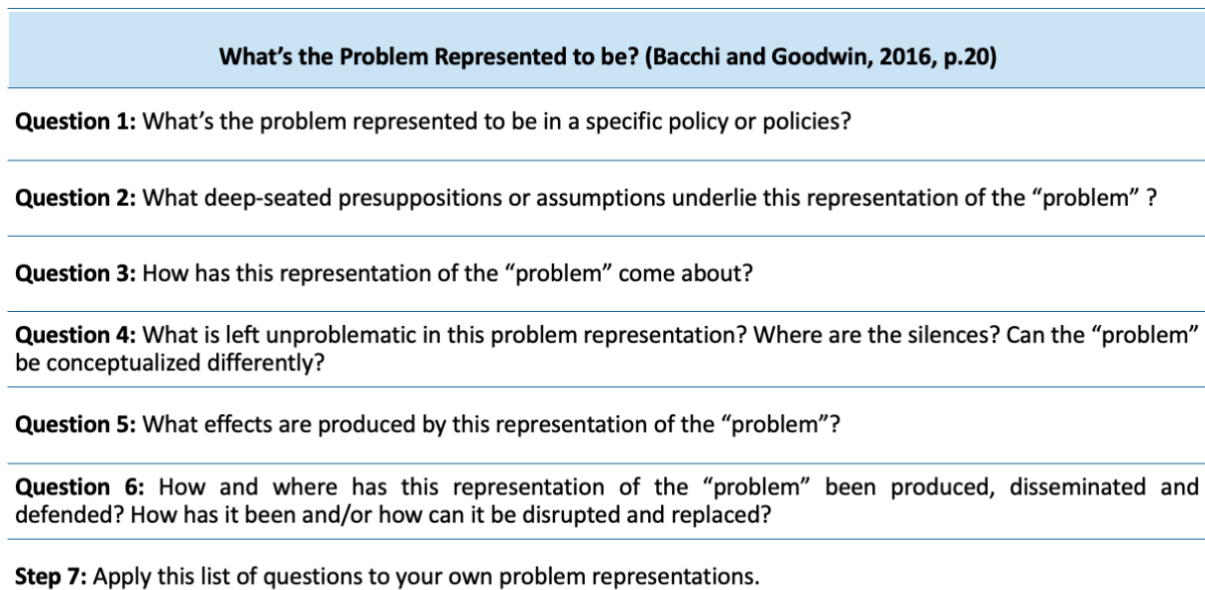 What’s the Problem Represented to be? (Bacchi and Goodwin, 2016, p.20)
Question 1: What’s the problem represented to be in a specific policy or policies?
Question 2: What deep-seated presuppositions or assumptions underlie this representation of the “problem” ?
Question 3: How has this representation of the “problem” come about?
Question 4: What is left unproblematic in this problem representation? Where are the silences? Can the “problem”
be conceptualized differently?
Question 5: What effects are produced by this representation of the “problem”?
Question 6: How and where has this representation of the “problem” been produced, disseminated and
defended? How has it been and/or how can it be disrupted and replaced?
Step 7: Apply this list of questions to your own problem representations.